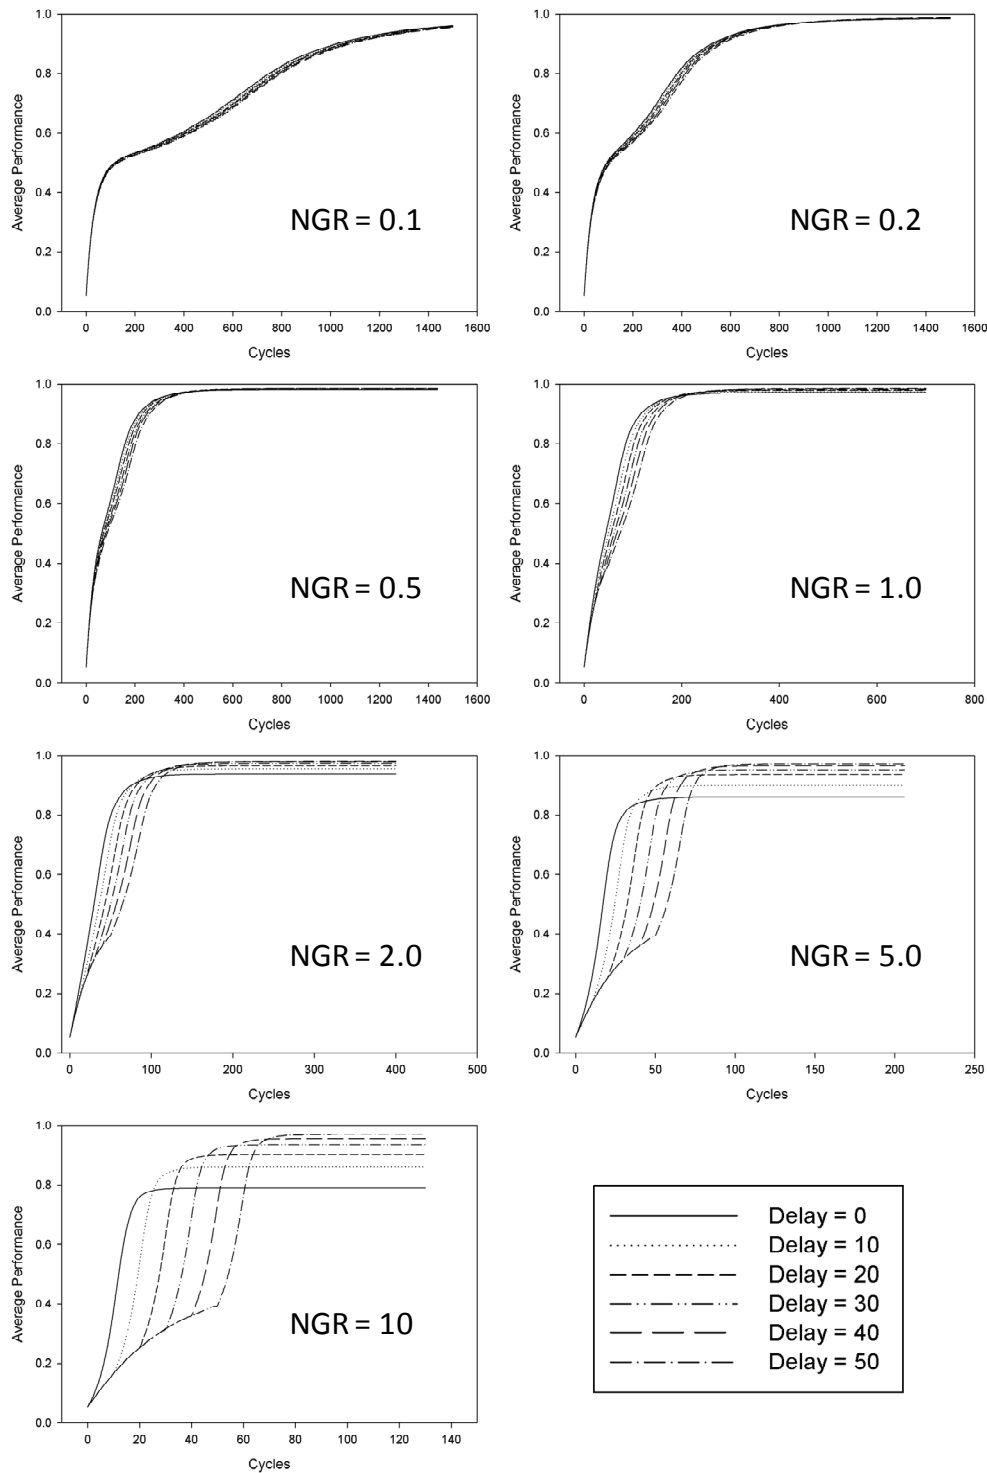 Average Performance
1.0
0.8
0.6
0.4
0.2
0.0
NGR = 0.1
0 200 400 600 800 1000 1200 1400 1600
Cycles
Average Performance
1.0
0.8
0.6
0.4
0.2
0.0
NGR = 0.2
0 200 400 600 800 1000 1200 1400 1600
Cycles
Average Performance
1.0
0.8
0.6
0.4
0.2
0.0
NGR = 0.5
0 200 400 600 800 1000 1200 1400 1600
Cycles
Average Performance
1.0
0.8
0.6
0.4
0.2
0.0
NGR = 1.0
0 200 400 600 800
Cycles
Average Performance
1.0
0.8
0.6
0.4
0.2
0.0
NGR = 2.0
0 100 200 300 400 500
Cycles
Average Performance
1.0
0.8
0.6
0.4
0.2
0.0
NGR = 5.0
0 50 100 150 200 250
Cycles
Average Performance
1.0
0.8
0.6
0.4
0.2
0.0
NGR = 10
0 20 40 60 80 100 120 140
Cycles
Delay = 0
Delay = 10
Delay = 20
Delay = 30
Delay = 40
Delay = 50